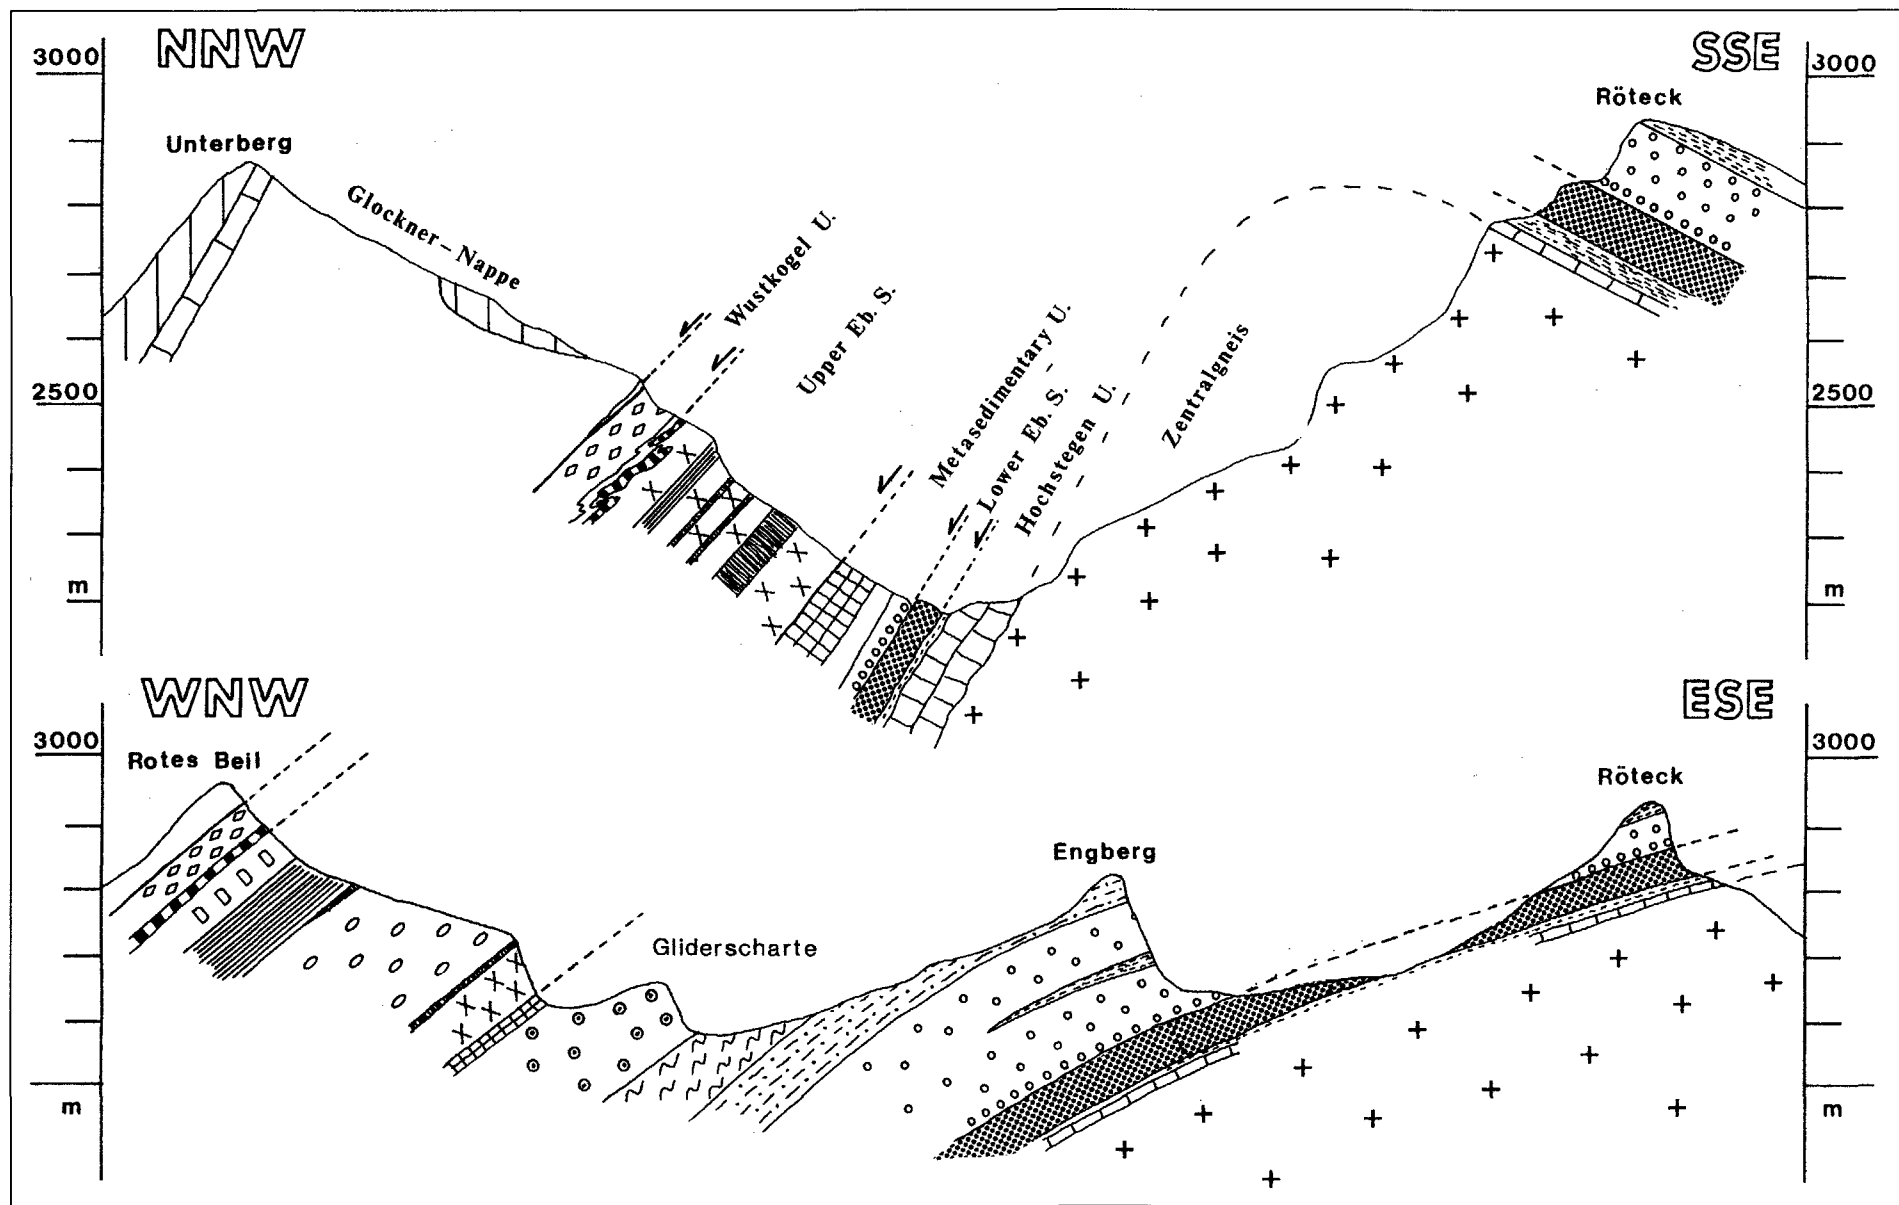 NNW
SSE
3000
3000
Röteck
Unterberg
Glockner-Nappe
Wustkogel U.
Upper Eb. S.
Metasedimentary U.
Lower Eb. S.
Hochstegen U.
Zentralgneis
2500
2500
m
m
WNW
ESE
3000
3000
Rotes Beil
Röteck
Engberg
Gliderscharte
m
m